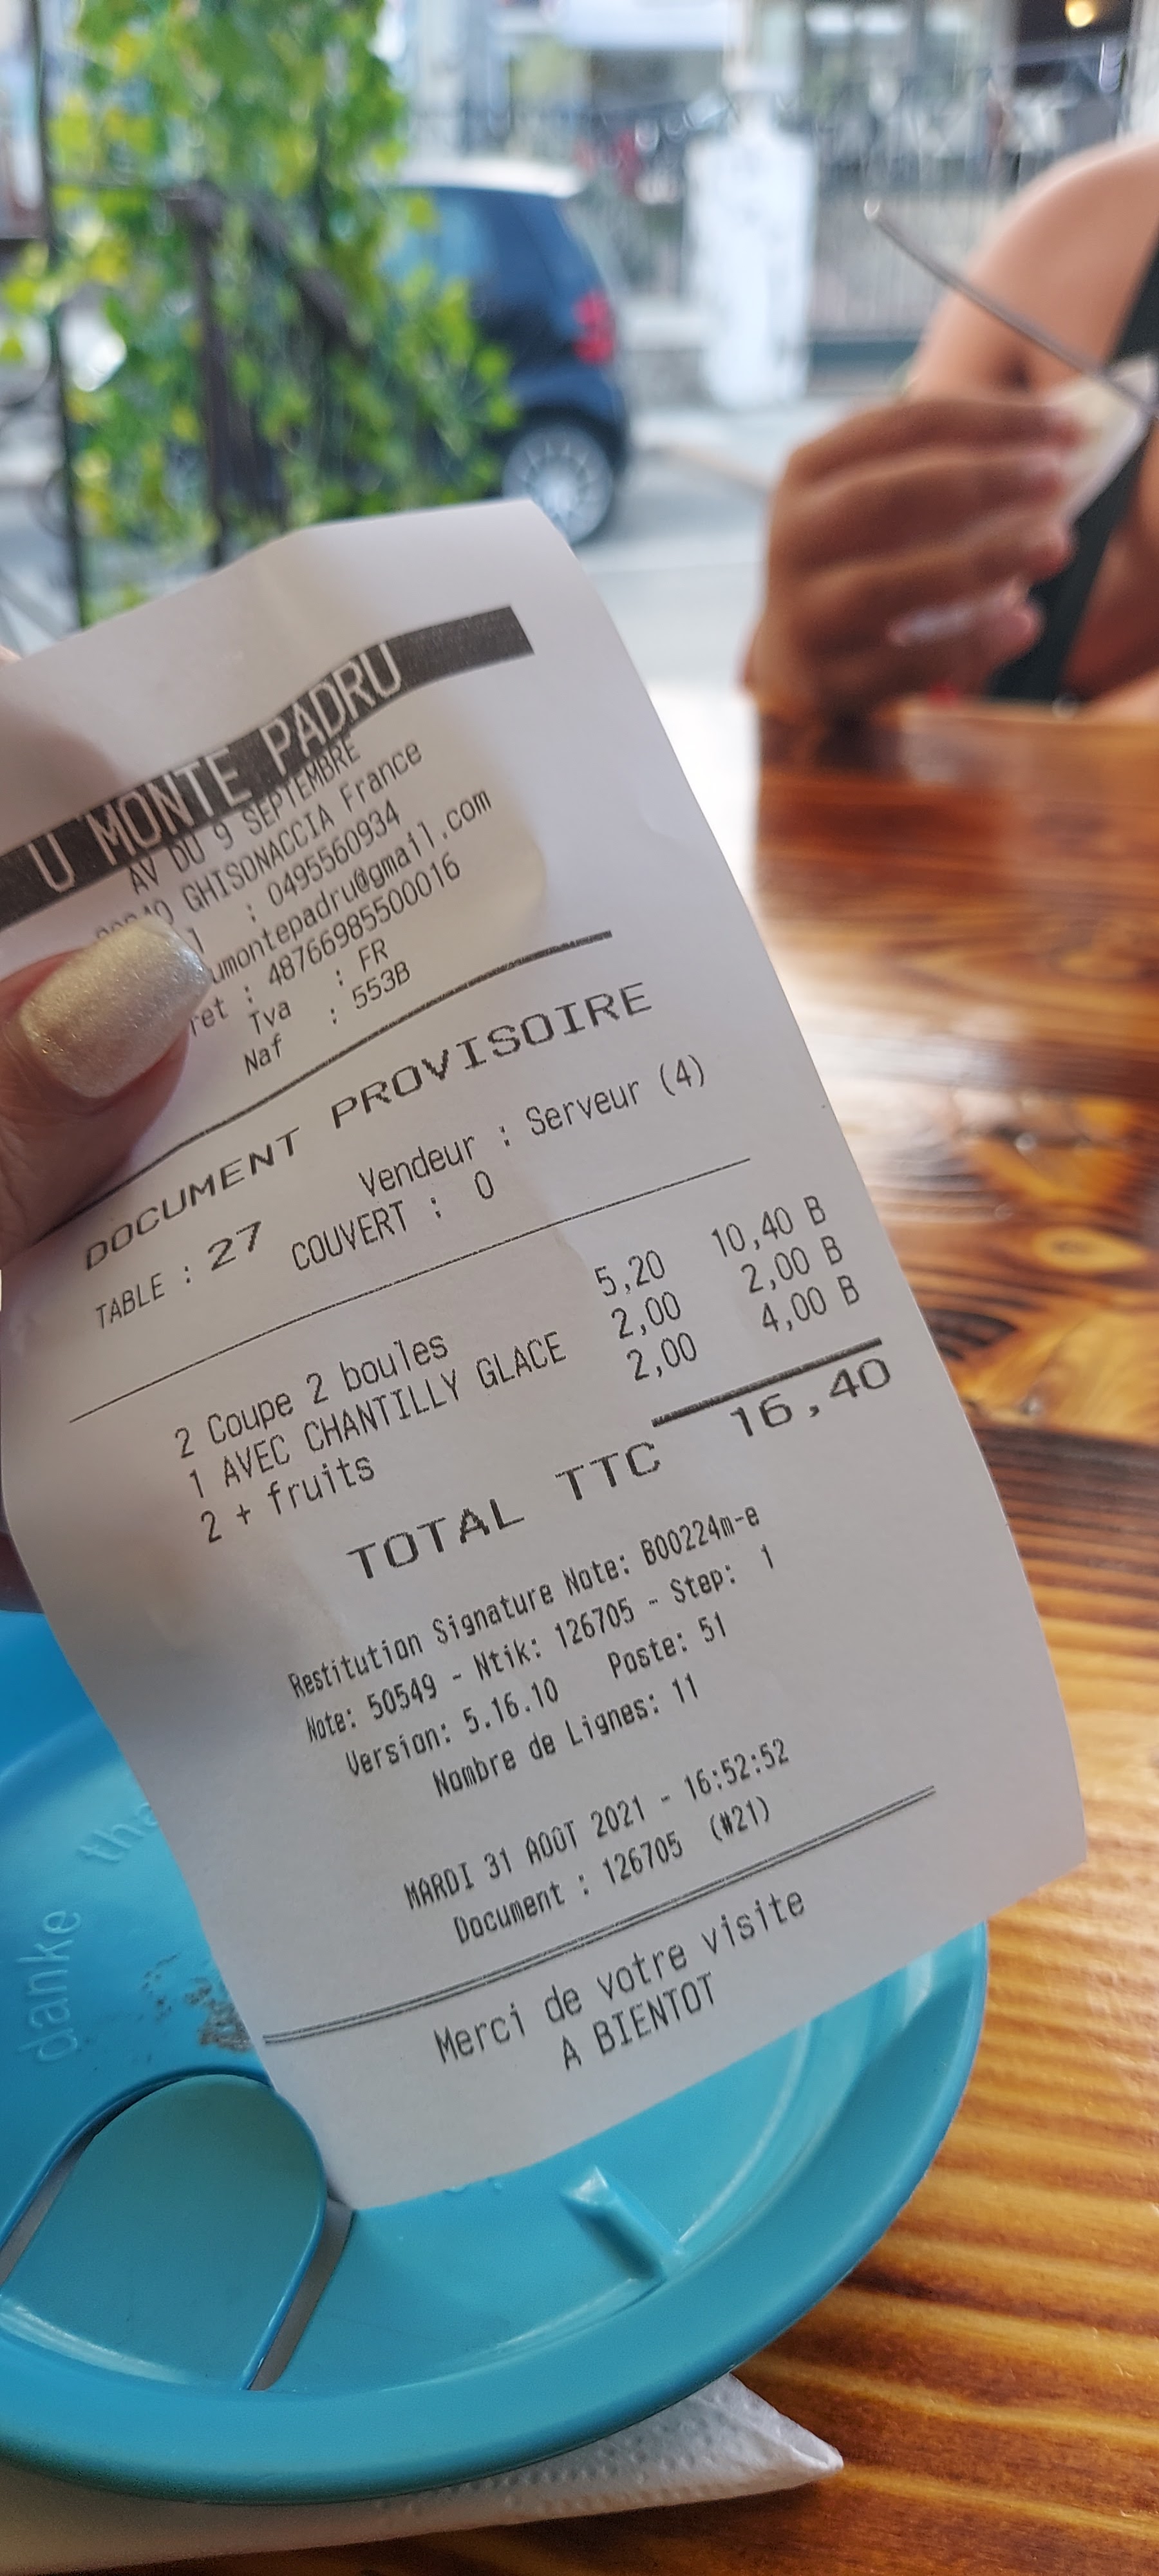 U MONTE PADRU
AV DU 9 SEPTEMBRE
GHISONACCIA France
: 0495560934
umontepadru@gmail.com
ret : 48766985500016
Tva : FR
Naf : 553B
DOCUMENT PROVISOIRE
Vendeur : Serveur (4)
TABLE : 27 COUVERT : 0
2 Coupe 2 boules 5,20 10,40 B
1 AVEC CHANTILLY GLACE 2,00 2,00 B
2 + fruits 2,00 4,00 B
TOTAL TTC 16,40
Restitution Signature Note: B00224m-e
Note: 50549 - Ntik: 126705 - Step: 1
Version: 5.16.10 Poste: 51
Nombre de Lignes: 11
MARDI 31 AOÛT 2021 - 16:52:52
Document : 126705 (#21)
Merci de votre visite
A BIENTOT
danke
tha